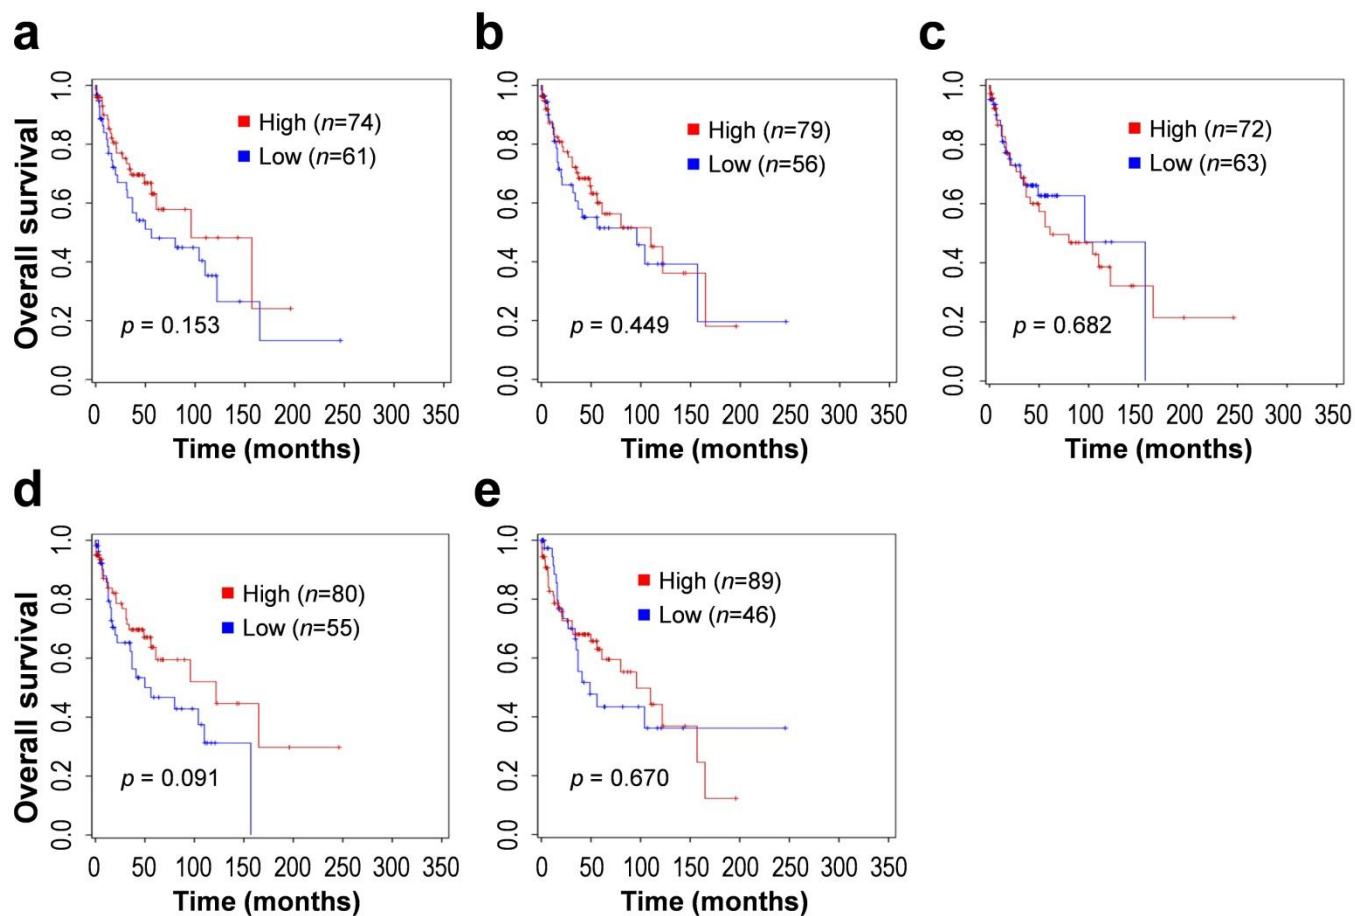 a
Overall survival
1.0
0.8
0.6
0.4
0.2
0.0
High (n=74)
Low (n=61)
p = 0.153
0 50 100 150 200 250 300 350
Time (months)
b
1.0
0.8
0.6
0.4
0.2
0.0
High (n=79)
Low (n=56)
p = 0.449
0 50 100 150 200 250 300 350
Time (months)
c
1.0
0.8
0.6
0.4
0.2
0.0
High (n=72)
Low (n=63)
p = 0.682
0 50 100 150 200 250 300 350
Time (months)
d
Overall survival
1.0
0.8
0.6
0.4
0.2
0.0
High (n=80)
Low (n=55)
p = 0.091
0 50 100 150 200 250 300 350
Time (months)
e
1.0
0.8
0.6
0.4
0.2
0.0
High (n=89)
Low (n=46)
p = 0.670
0 50 100 150 200 250 300 350
Time (months)